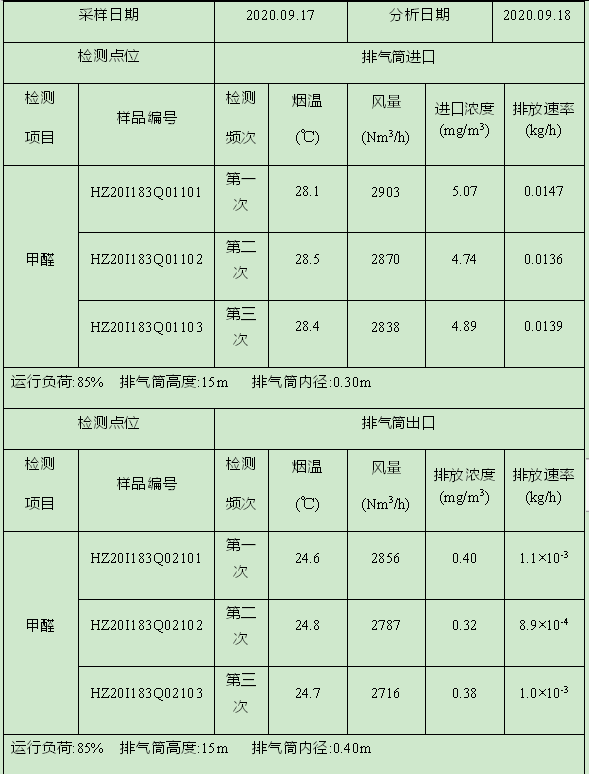 采样日期 2020.09.17 分析日期 2020.09.18
检测点位 排气筒进口
检测项目 样品编号 检测频次 烟温(℃) 风量(Nm³/h) 进口浓度(mg/m³) 排放速率(kg/h)
甲醛 HZ20I183Q01101 第一次 28.1 2903 5.07 0.0147
HZ20I183Q01102 第二次 28.5 2870 4.74 0.0136
HZ20I183Q01103 第三次 28.4 2838 4.89 0.0139
运行负荷:85% 排气筒高度:15m 排气筒内径:0.30m
检测点位 排气筒出口
检测项目 样品编号 检测频次 烟温(℃) 风量(Nm³/h) 排放浓度(mg/m³) 排放速率(kg/h)
甲醛 HZ20I183Q02101 第一次 24.6 2856 0.40 1.1×10⁻³
HZ20I183Q02102 第二次 24.8 2787 0.32 8.9×10⁻⁴
HZ20I183Q02103 第三次 24.7 2716 0.38 1.0×10⁻³
运行负荷:85% 排气筒高度:15m 排气筒内径:0.40m